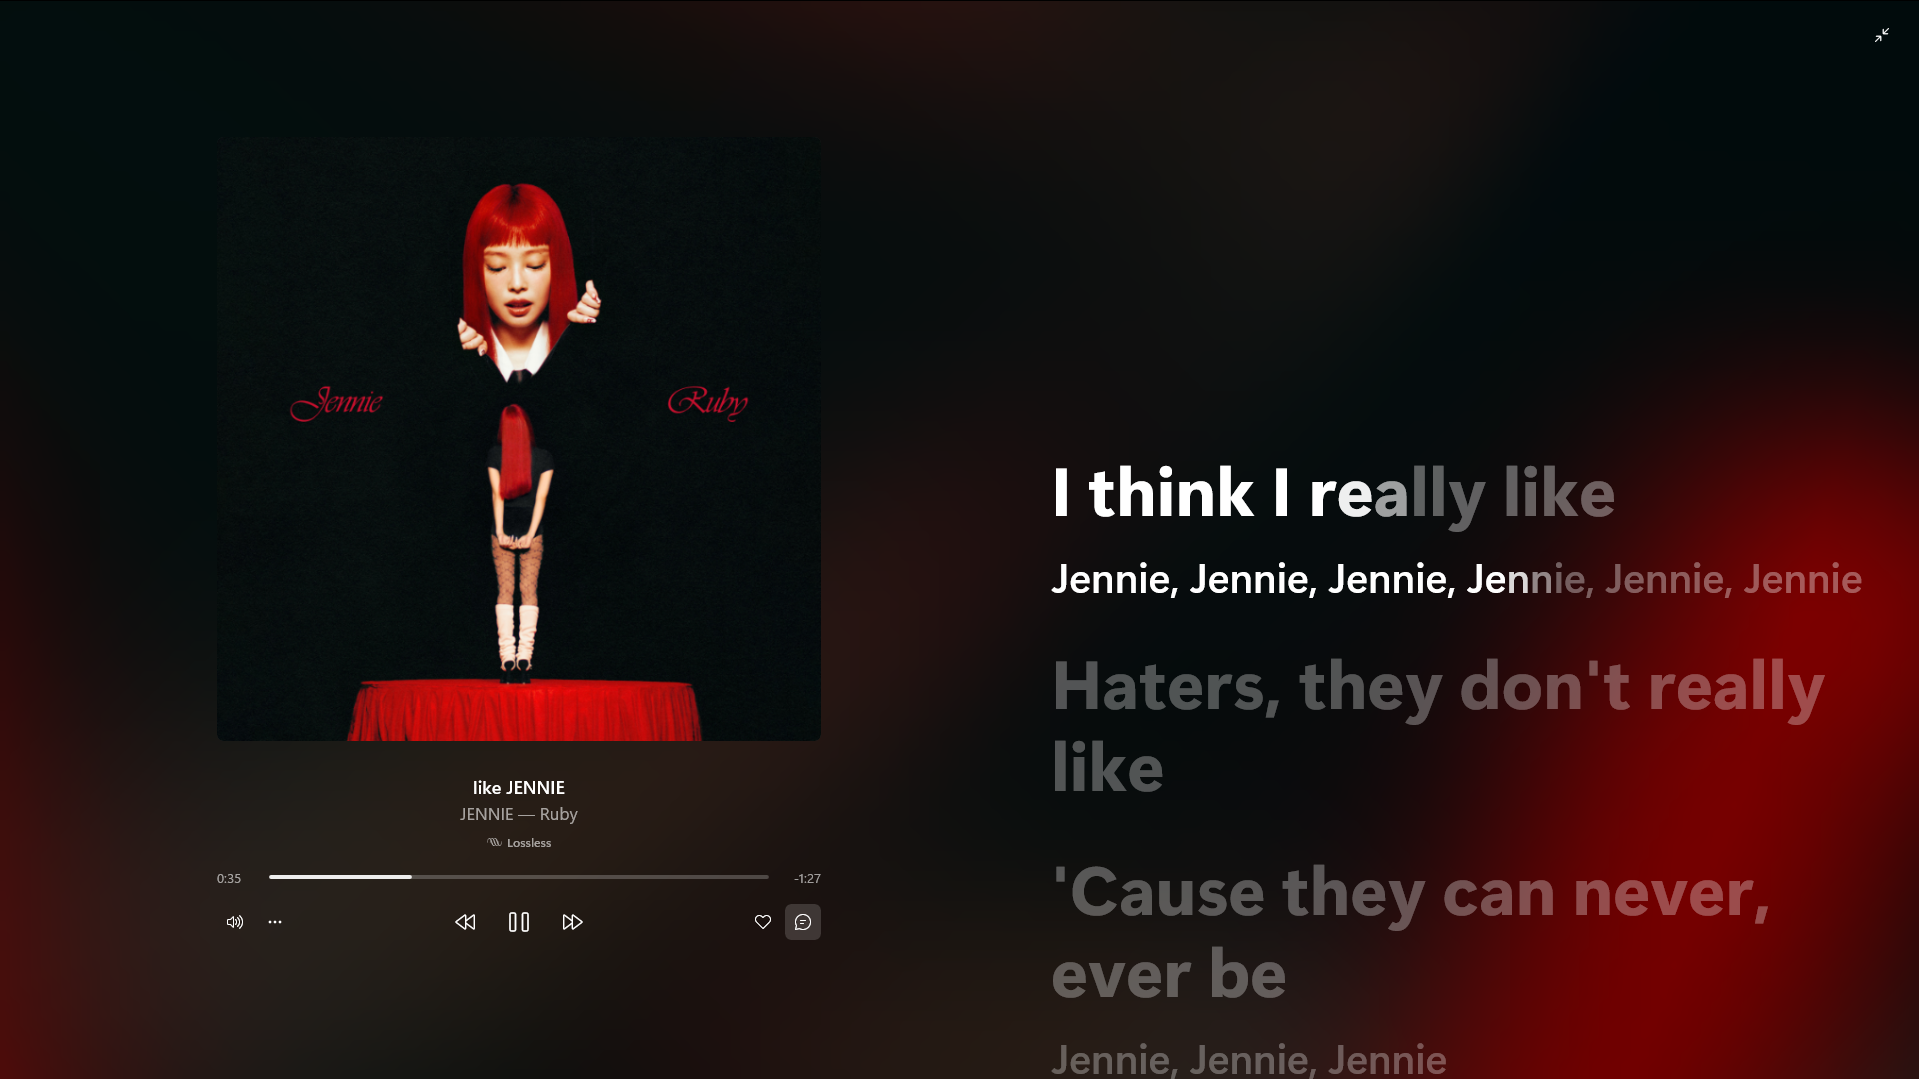 Jennie
Ruby
like JENNIE
JENNIE — Ruby
Lossless
0:35
-1:27
I think I really like
Jennie, Jennie, Jennie, Jennie, Jennie, Jennie
Haters, they don't really
like
'Cause they can never,
ever be
Jennie, Jennie, Jennie